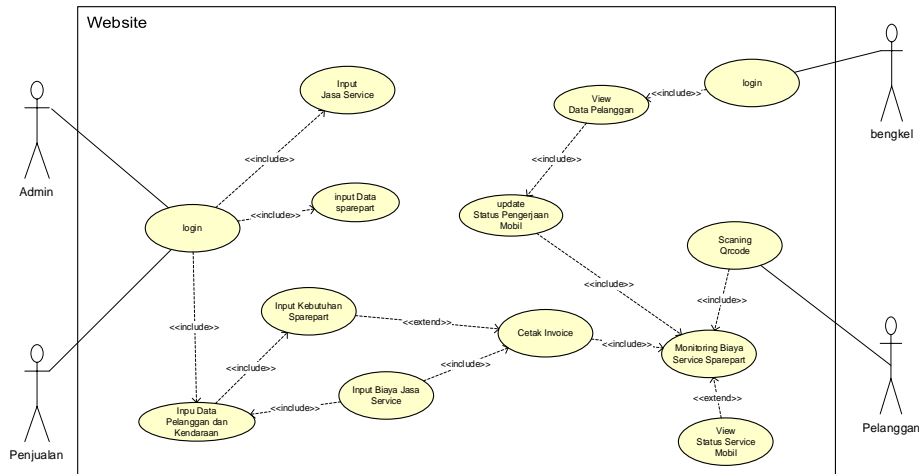 Website
Input
Jasa Service
login
bengkel
View
Data Pelanggan
<<include>>
Admin
<<include>>
<<include>>
input Data
sparepart
<<include>>
login
update
Status Pengerjaan
Mobil
Scaning
Qrcode
<<include>>
<<include>>
<<include>>
Input Kebutuhan
Sparepart
<<extend>>
Cetak Invoice
<<include>>
Monitoring Biaya
Service Sparepart
<<include>>
<<include>>
Input Biaya Jasa
Service
<<include>>
Inpu Data
Pelanggan dan
Kendaraan
<<extend>>
View
Status Service
Mobil
Penjualan
Pelanggan